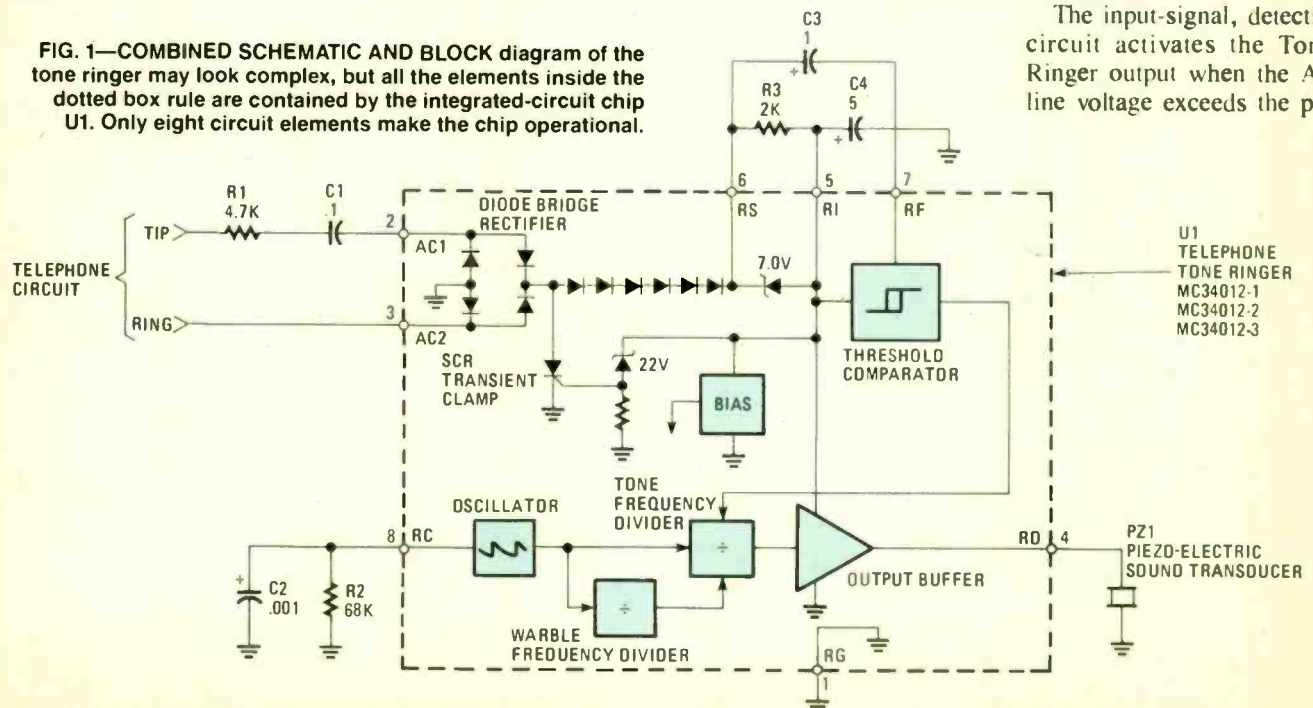 FIG. 1—COMBINED SCHEMATIC AND BLOCK diagram of the
tone ringer may look complex, but all the elements inside the
dotted box rule are contained by the integrated-circuit chip
U1. Only eight circuit elements make the chip operational.
The input-signal, detect
circuit activates the Ton
Ringer output when the A
line voltage exceeds the p
C3
1
+
R3
2K
C4
5
+
6
5
7
RS
RI
RF
TELEPHONE
CIRCUIT
TIP
R1
4.7K
C1
.1
2
AC1
RING
3
AC2
DIODE BRIDGE
RECTIFIER
7.0V
SCR
TRANSIENT
CLAMP
22V
BIAS
THRESHOLD
COMPARATOR
U1
TELEPHONE
TONE RINGER
MC34012-1
MC34012-2
MC34012-3
8
RC
OSCILLATOR
TONE
FREQUENCY
DIVIDER
÷
OUTPUT BUFFER
RO
4
PZ1
PIEZO-ELECTRIC
SOUND TRANSDUCER
+
C2
.001
R2
68K
÷
WARBLE
FREQUENCY DIVIDER
RG
1